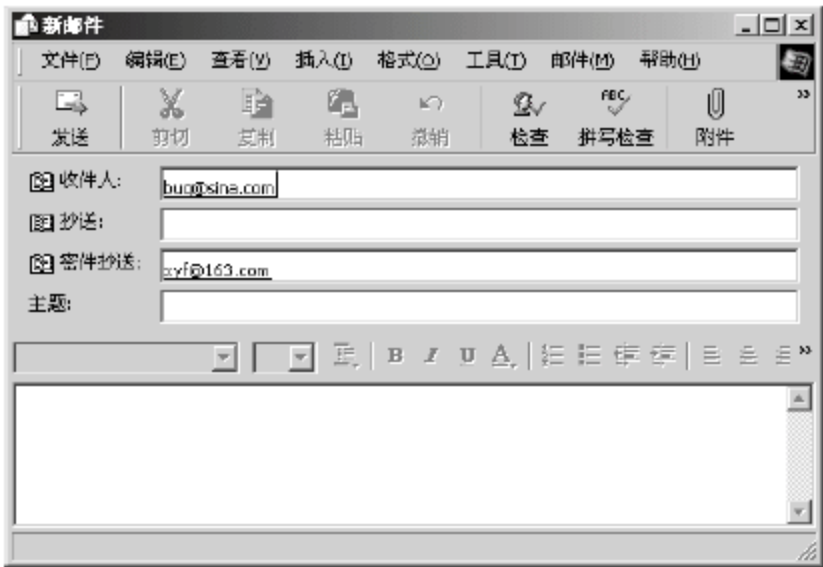 新邮件
文件(F) 编辑(E) 查看(V) 插入(I) 格式(O) 工具(T) 邮件(M) 帮助(H)
发送 剪切 复制 粘贴 撤销 ABC 检查 拼写检查 附件 »
收件人: buq@sina.com
抄送:
密件抄送: xyf@163.com
主题:
B I U A »